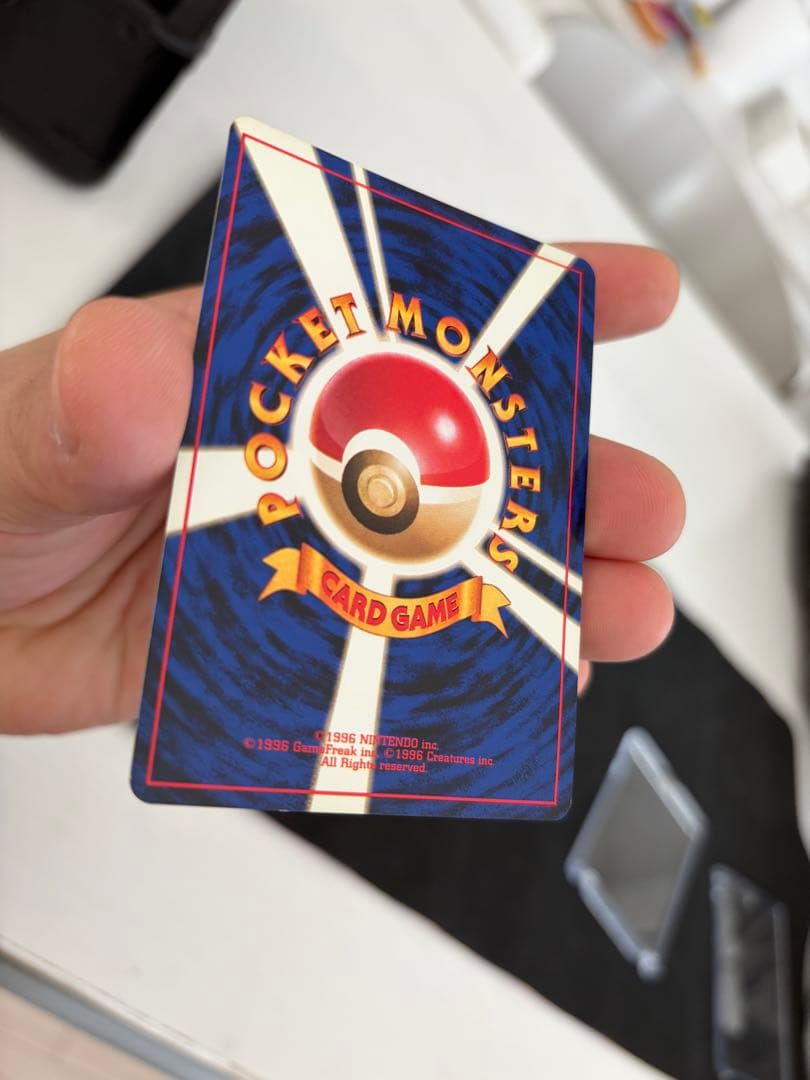 POCKET MONSTERS
CARD GAME
©1996 NINTENDO inc.
©1996 GameFreak inc. ©1996 Creatures inc.
All Rights reserved.